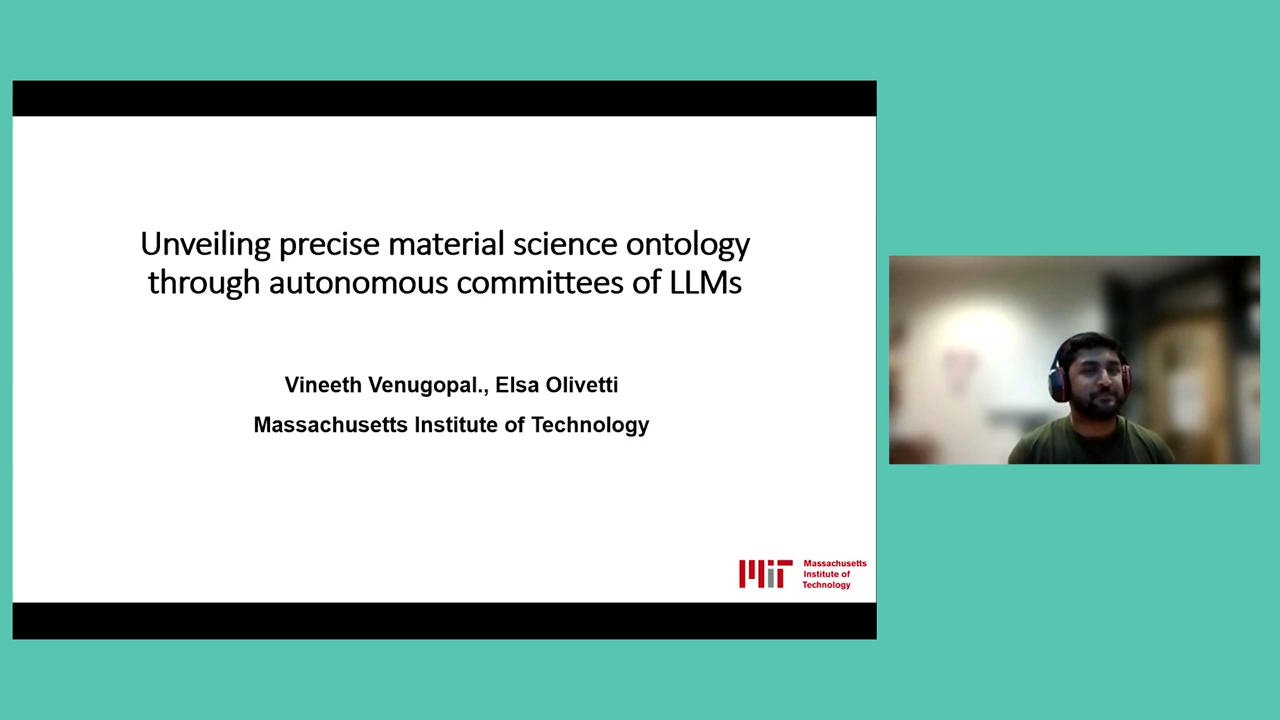 Unveiling precise material science ontology
through autonomous committees of LLMs
Vineeth Venugopal., Elsa Olivetti
Massachusetts Institute of Technology
MIT
Massachusetts
Institute of
Technology